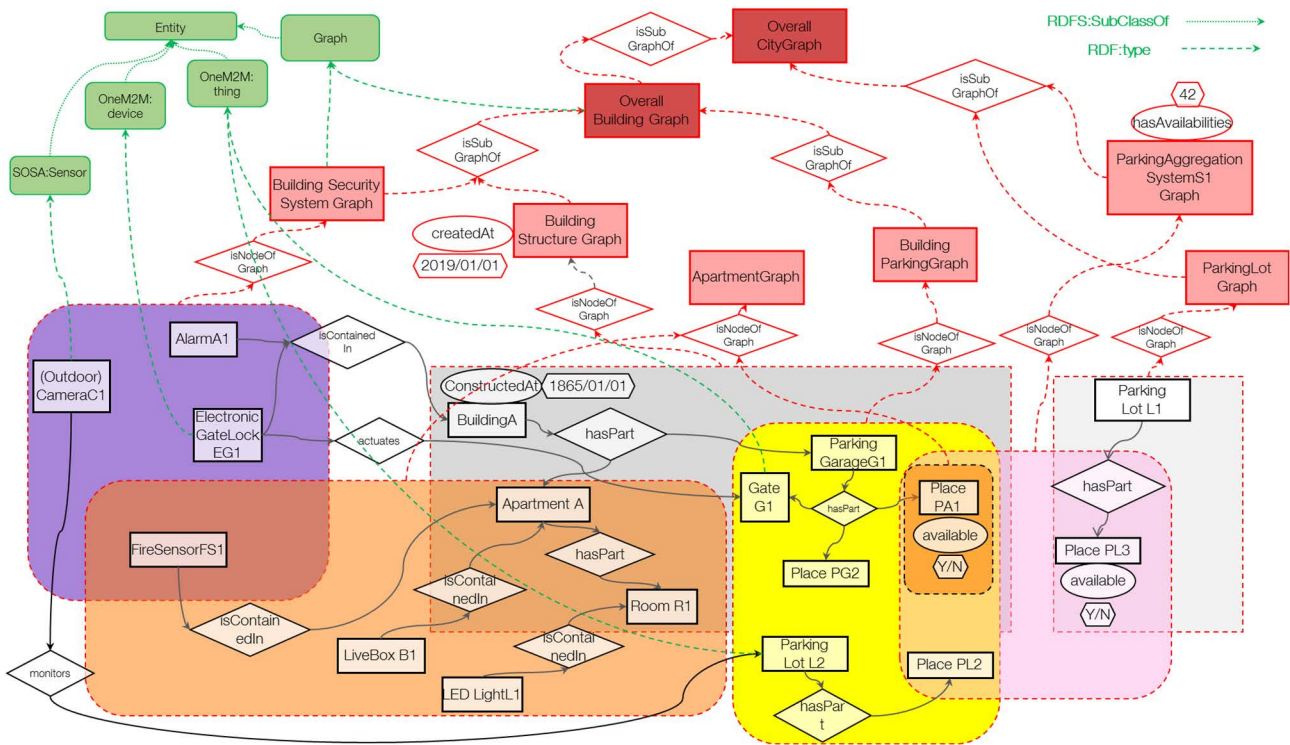 Entity
Graph
isSub
GraphOf
Overall
CityGraph
RDFS:SubClassOf
RDF:type
OneM2M:
thing
OneM2M:
device
Overall
Building Graph
isSub
GraphOf
42
hasAvailabilities
SOSA:Sensor
isSub
GraphOf
isSub
GraphOf
ParkingAggregation
SystemS1
Graph
Building Security
System Graph
createdAt
2019/01/01
Building
Structure Graph
Building
ParkingGraph
isNodeOf
Graph
ApartmentGraph
ParkingLot
Graph
isNodeOf
Graph
isNodeOf
Graph
isNodeOf
Graph
isNodeOf
Graph
isNodeOf
Graph
AlarmA1
isContained
In
(Outdoor)
CameraC1
ConstructedAt
1865/01/01
Parking
Lot L1
Electronic
GateLock
EG1
actuates
BuildingA
hasPart
Parking
GarageG1
hasPart
Apartment A
Gate
G1
hasPart
Place
PA1
available
Y/N
FireSensorFS1
hasPart
Place PG2
Place PL3
available
Y/N
isContai
nedIn
Room R1
isContain
edIn
isContai
nedIn
LiveBox B1
LED LightL1
monitors
Parking
Lot L2
Place PL2
hasPar
t